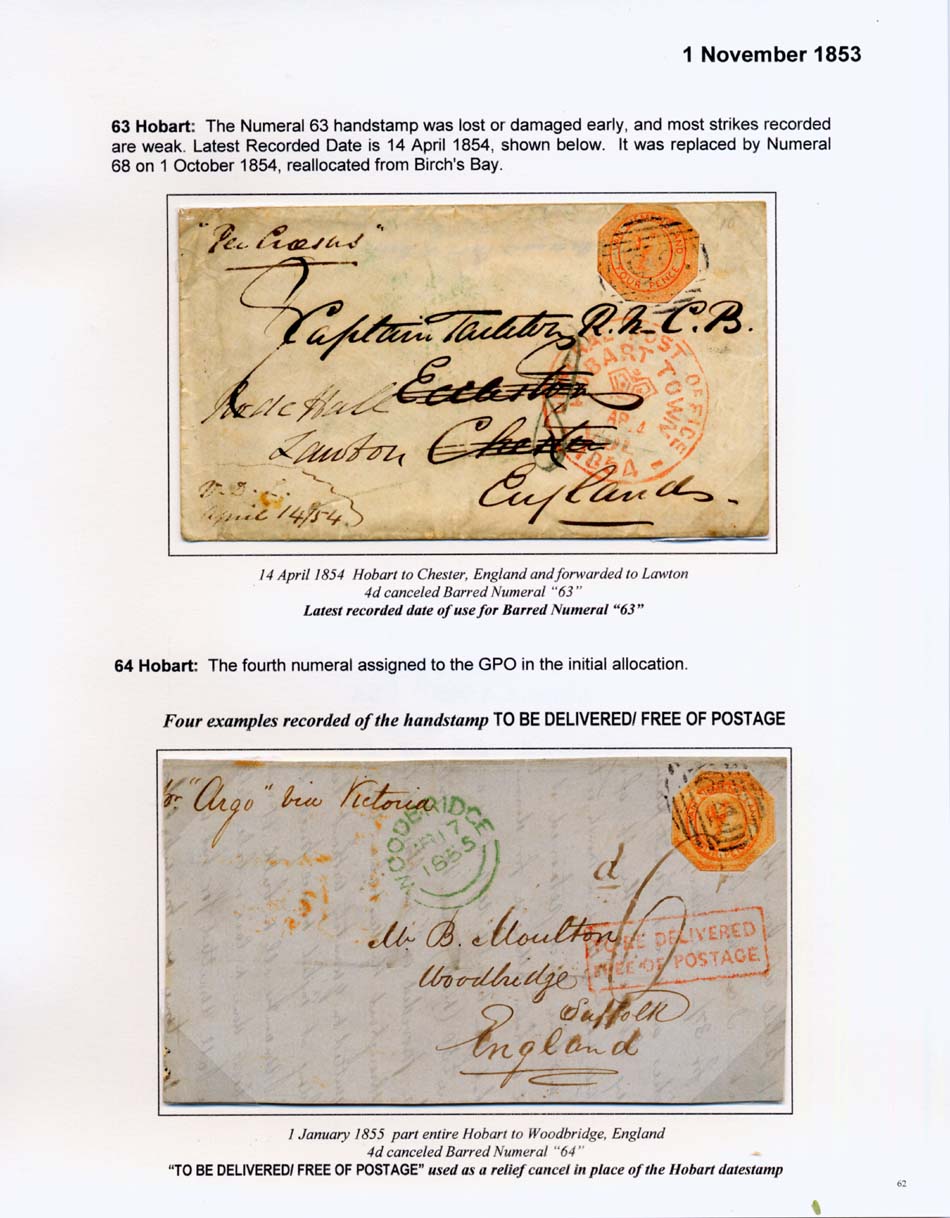 1 November 1853
63 Hobart: The Numeral 63 handstamp was lost or damaged early, and most strikes recorded
are weak. Latest Recorded Date is 14 April 1854, shown below. It was replaced by Numeral
68 on 1 October 1854, reallocated from Birch's Bay.
"Per Croesus"
FOUR PENCE
Captain Tarleton R.N. C.B.
GENERAL POST OFFICE
HOBART TOWN
AP
1854
Eccleston
Rode Hall
Lawton Chester
England
V.D.L.
April 14/54
14 April 1854 Hobart to Chester, England and forwarded to Lawton
4d canceled Barred Numeral "63"
Latest recorded date of use for Barred Numeral "63"
64 Hobart: The fourth numeral assigned to the GPO in the initial allocation.
Four examples recorded of the handstamp TO BE DELIVERED/ FREE OF POSTAGE
pr "Argo" via Victoria
WOODBRIDGE
1855
d
Mr B. Moulton
TO BE DELIVERED
FREE OF POSTAGE
Woodbridge
Suffolk
England
1 January 1855 part entire Hobart to Woodbridge, England
4d canceled Barred Numeral "64"
"TO BE DELIVERED/ FREE OF POSTAGE" used as a relief cancel in place of the Hobart datestamp
62